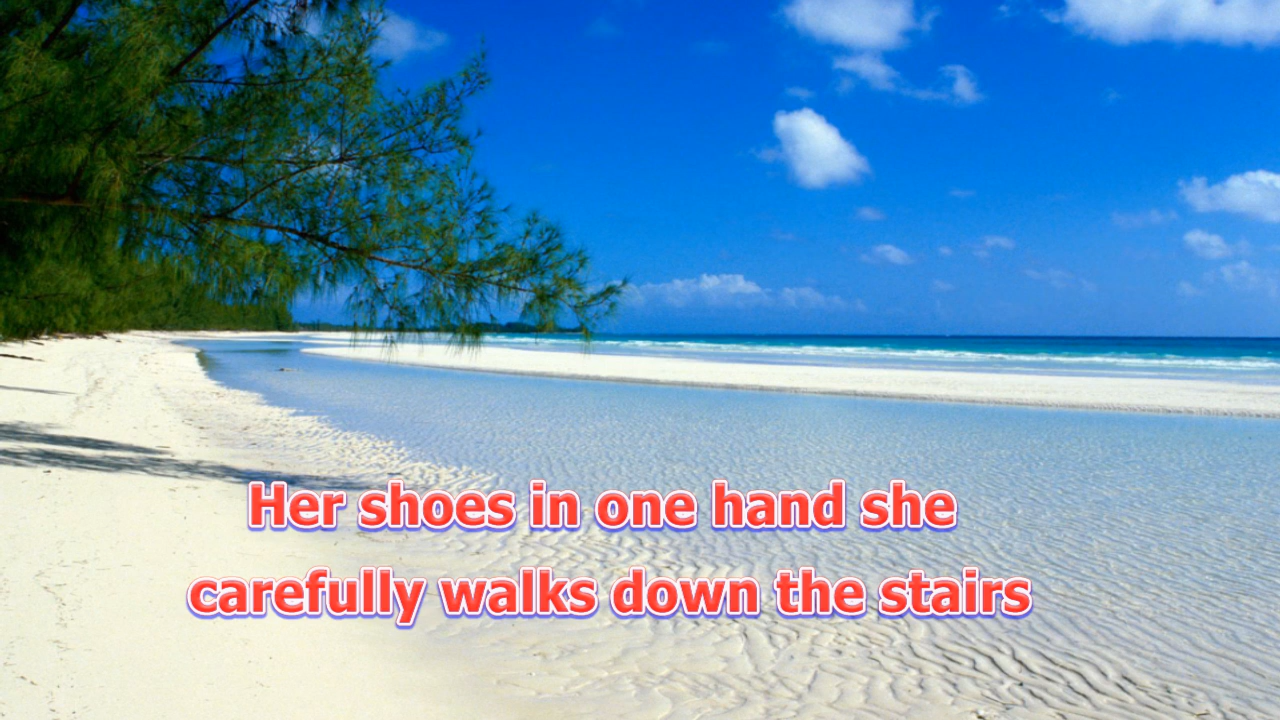 Her shoes in one hand she
carefully walks down the stairs